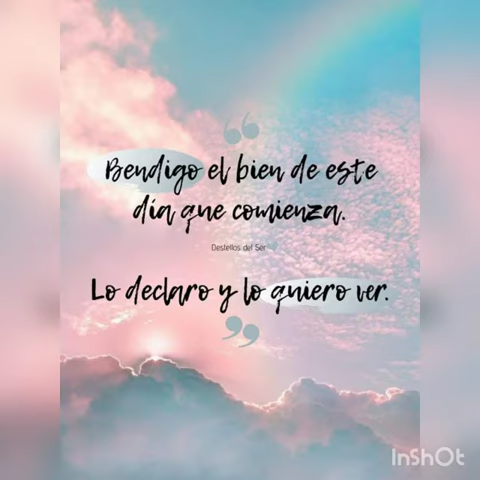 “
Bendigo el bien de este
día que comienza.
Destellos del Ser
Lo declaro y lo quiero ver.
”
InShOt